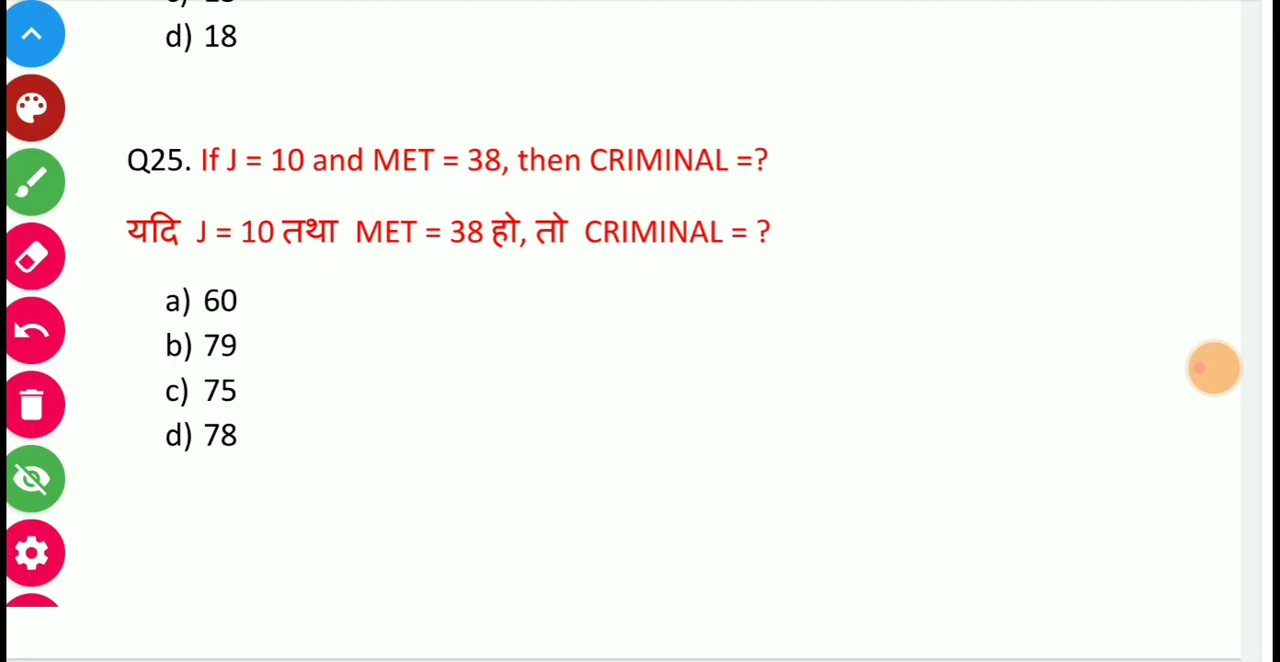 d) 18
Q25. If J = 10 and MET = 38, then CRIMINAL =?
यदि J = 10 तथा MET = 38 हो, तो CRIMINAL = ?
a) 60
b) 79
c) 75
d) 78